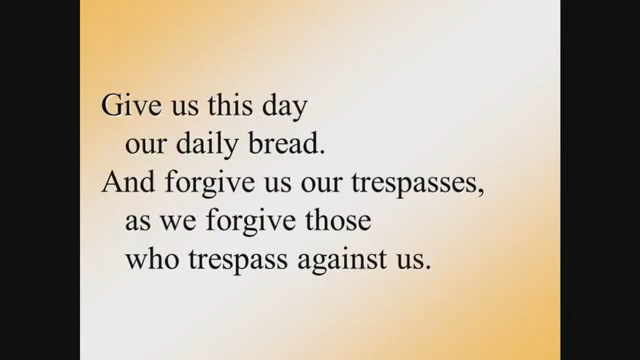 Give us this day
our daily bread.
And forgive us our trespasses,
as we forgive those
who trespass against us.